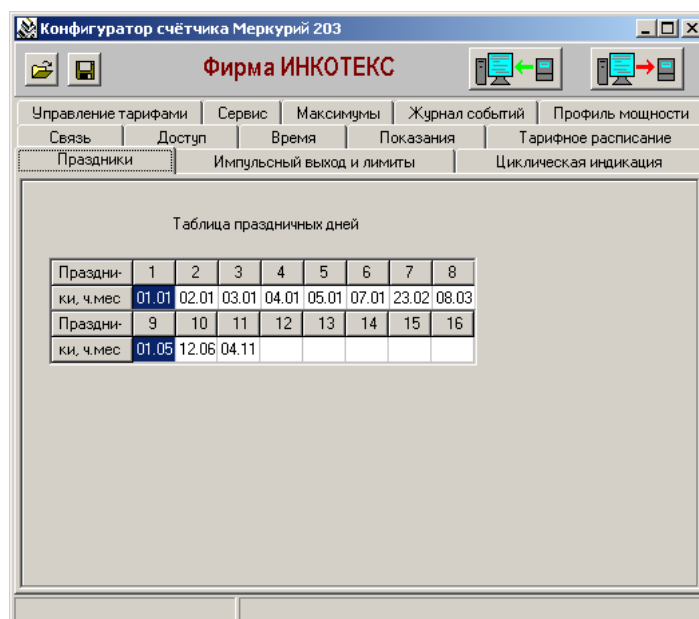 Конфигуратор счётчика Меркурий 203
Фирма ИНКОТЕКС
Управление тарифами Сервис Максимумы Журнал событий Профиль мощности
Связь Доступ Время Показания Тарифное расписание
Праздники Импульсный выход и лимиты Циклическая индикация
Таблица праздничных дней
Праздни- 1 2 3 4 5 6 7 8
ки, ч.мес 01.01 02.01 03.01 04.01 05.01 07.01 23.02 08.03
Праздни- 9 10 11 12 13 14 15 16
ки, ч.мес 01.05 12.06 04.11